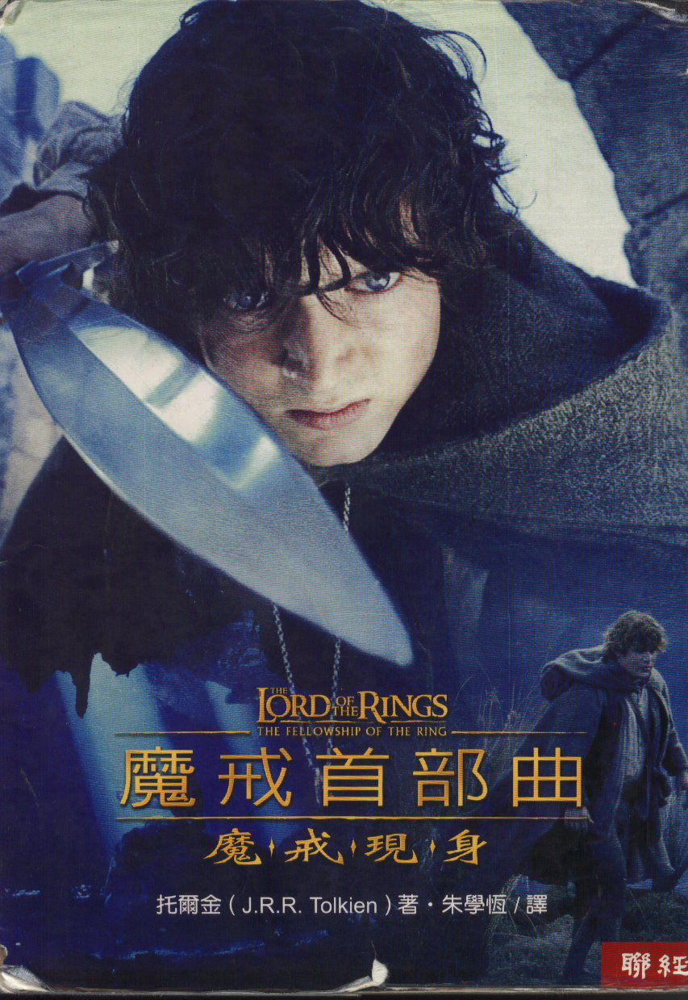 THE LORD OF THE RINGS
THE FELLOWSHIP OF THE RING
魔戒首部曲
魔戒現身
托爾金（J.R.R. Tolkien）著・朱學恆/譯
聯經